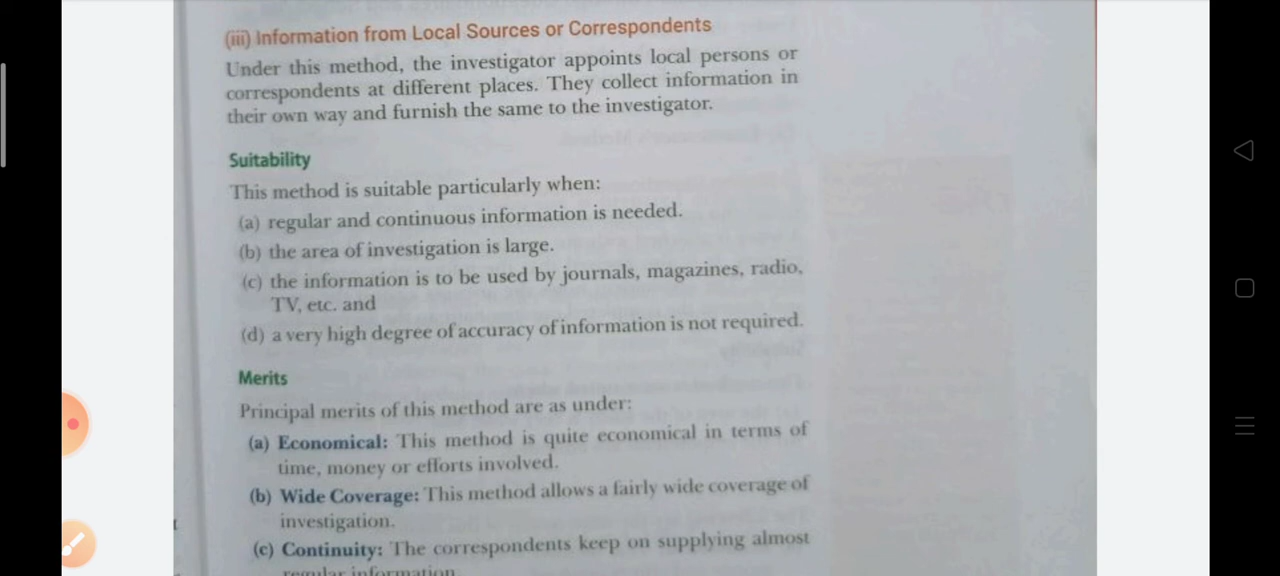 (iii) Information from Local Sources or Correspondents
Under this method, the investigator appoints local persons or
correspondents at different places. They collect information in
their own way and furnish the same to the investigator.
Suitability
This method is suitable particularly when:
(a) regular and continuous information is needed.
(b) the area of investigation is large.
(c) the information is to be used by journals, magazines, radio,
TV, etc. and
(d) a very high degree of accuracy of information is not required.
Merits
Principal merits of this method are as under:
(a) Economical: This method is quite economical in terms of
time, money or efforts involved.
(b) Wide Coverage: This method allows a fairly wide coverage of
investigation.
(c) Continuity: The correspondents keep on supplying almost
regular information